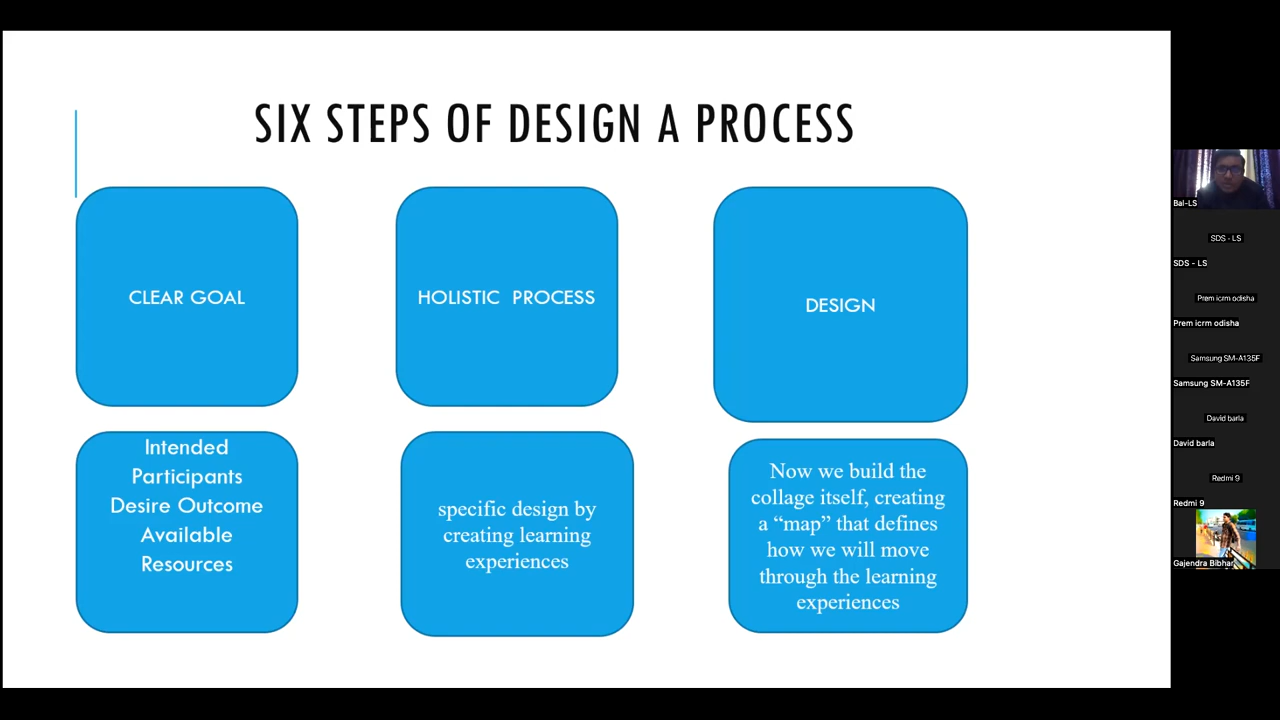 SIX STEPS OF DESIGN A PROCESS
CLEAR GOAL
HOLISTIC PROCESS
DESIGN
Intended
Participants
Desire Outcome
Available
Resources
specific design by
creating learning
experiences
Now we build the
collage itself, creating
a “map” that defines
how we will move
through the learning
experiences
Bal-LS
SDS - LS
SDS - LS
Prem icrm odisha
Prem icrm odisha
Samsung SM-A135F
Samsung SM-A135F
David barla
David barla
Redmi 9
Redmi 9
Gajendra Bibhar